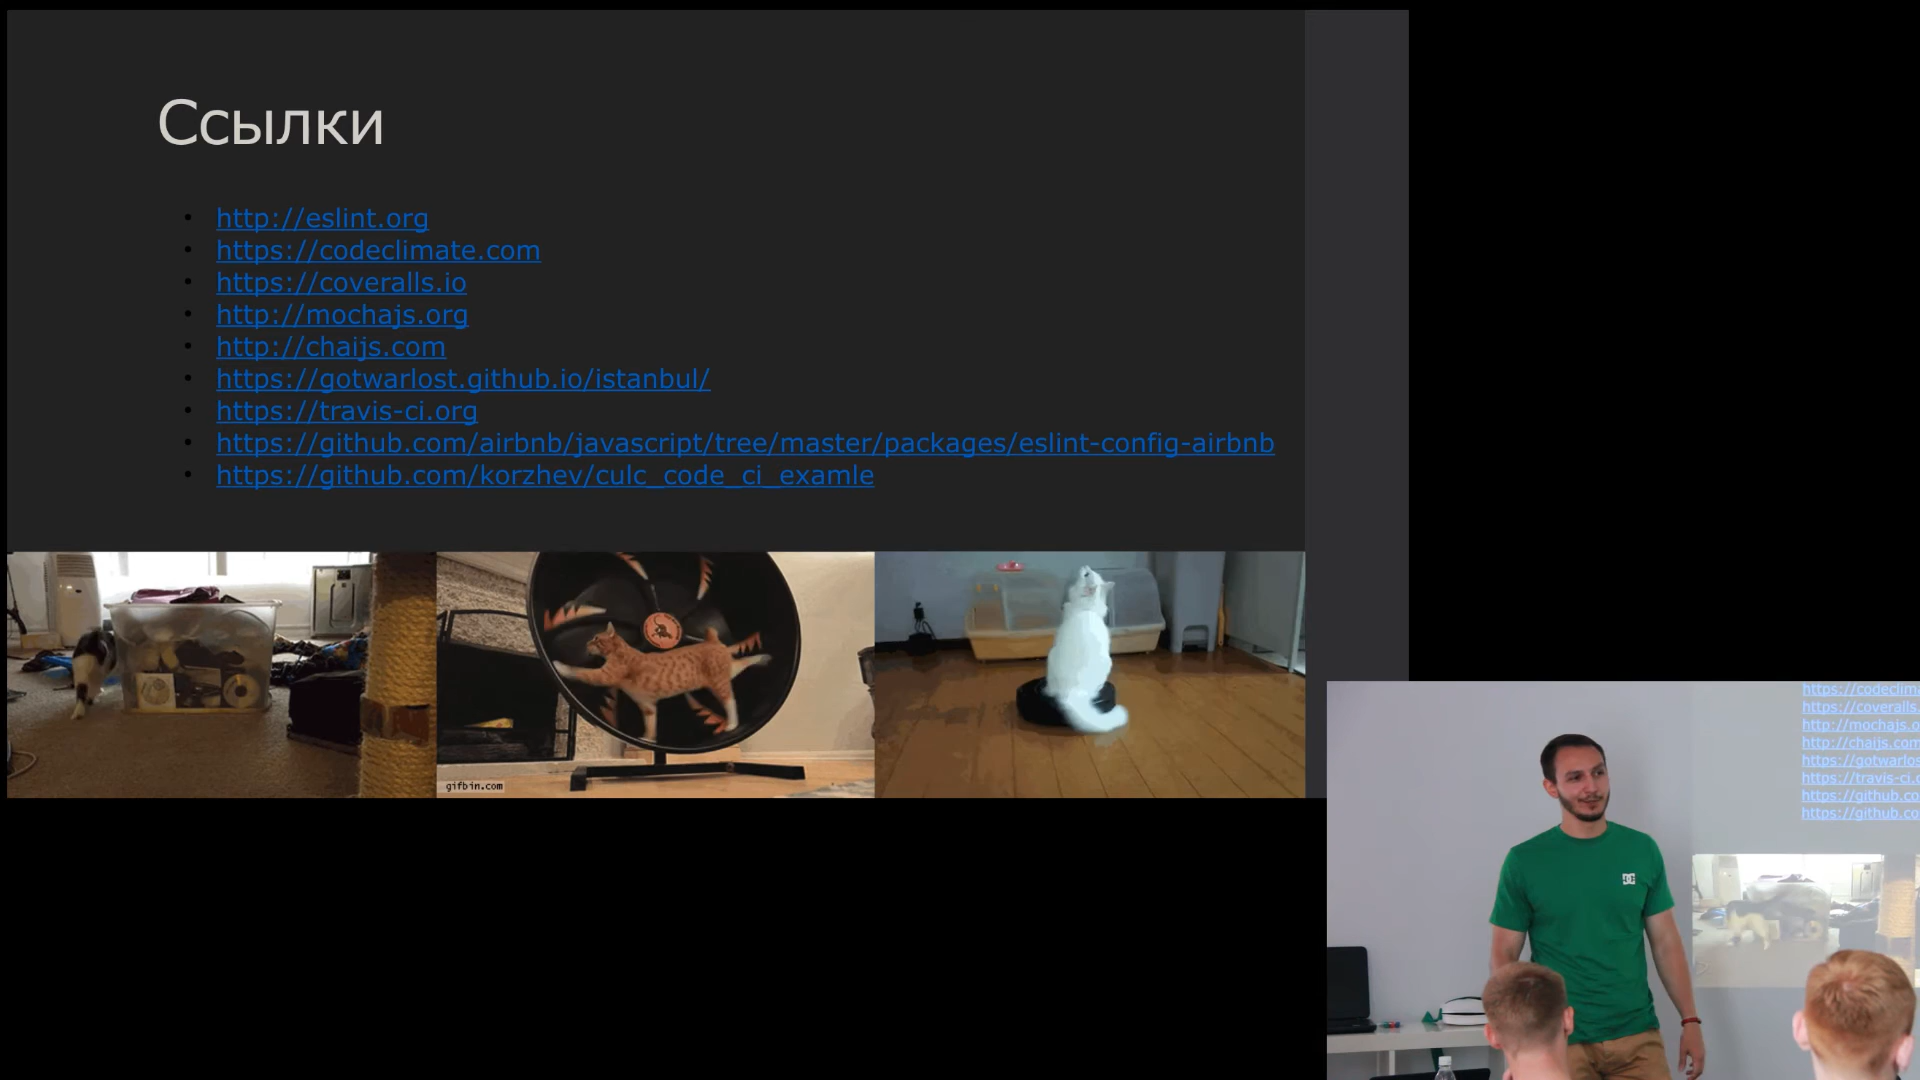 Ссылки
http://eslint.org
https://codeclimate.com
https://coveralls.io
http://mochajs.org
http://chaijs.com
https://gotwarlost.github.io/istanbul/
https://travis-ci.org
https://github.com/airbnb/javascript/tree/master/packages/eslint-config-airbnb
https://github.com/korzhev/culc_code_ci_examle
gifbin.com
https://codeclima
https://coveralls.
http://mochajs.o
http://chaijs.com
https://gotwarlos
https://travis-ci.o
https://github.co
https://github.co